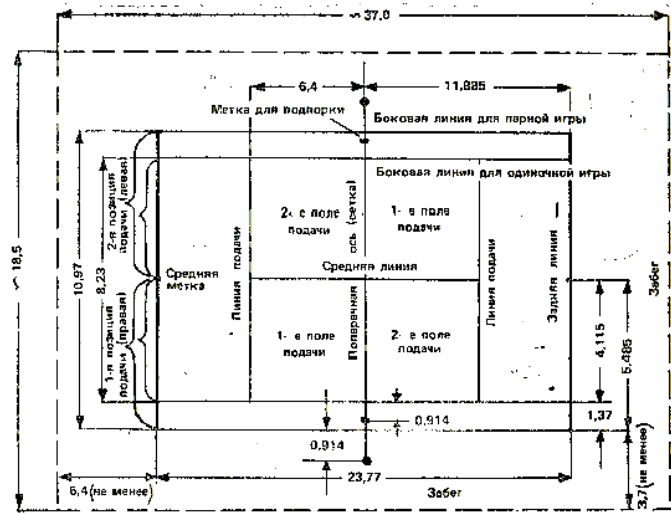 ~ 37,0
6,4
11,885
Метка для подпорки
Боковая линия для парной игры
Боковая линия для одиночной игры
~ 18,5
10,97
8,23
2-я позиция
подачи (левая)
1-я позиция
подачи (правая)
Средняя
метка
Линия подачи
2-е поле
подачи
Поперечная ось (сетка)
1-е поле
подачи
Средняя линия
1-е поле
подачи
2-е поле
подачи
Линия подачи
Задняя линия
Забег
4,115
5,485
1,37
0,914
0,914
23,77
6,4 (не менее)
Забег
3,7 (не менее)